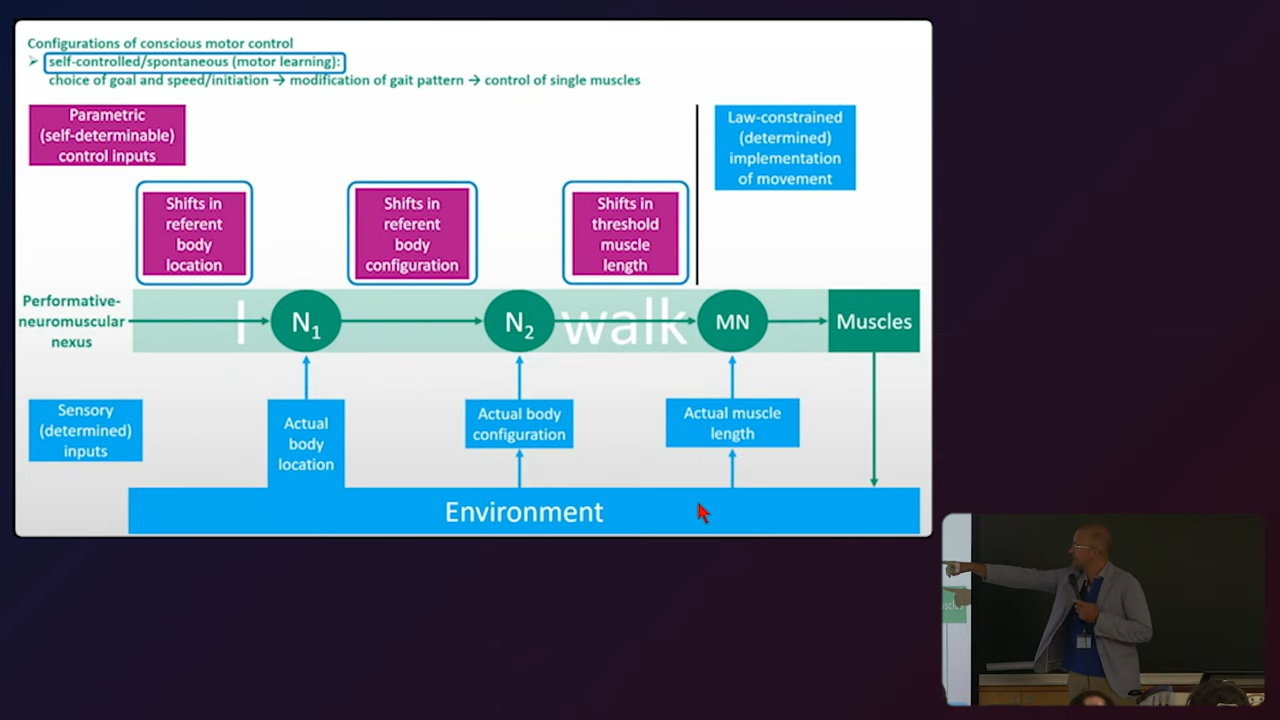 Configurations of conscious motor control
➢ self-controlled/spontaneous (motor learning):
choice of goal and speed/initiation → modification of gait pattern → control of single muscles
Parametric
(self-determinable)
control inputs
Law-constrained
(determined)
implementation
of movement
Shifts in
referent
body
location
Shifts in
referent
body
configuration
Shifts in
threshold
muscle
length
Performative-
neuromuscular
nexus
I
N1
N2
walk
MN
Muscles
Sensory
(determined)
inputs
Actual
body
location
Actual body
configuration
Actual muscle
length
Environment